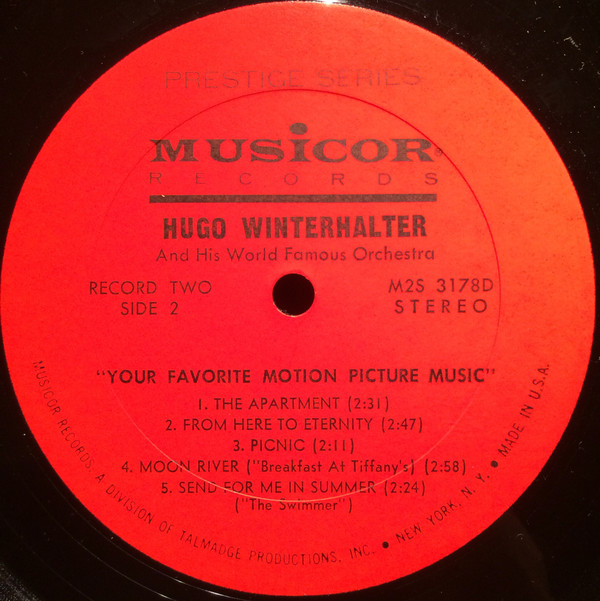 PRESTIGE SERIES
MUSICOR®
RECORDS
HUGO WINTERHALTER
And His World Famous Orchestra
RECORD TWO
SIDE 2
M2S 3178D
STEREO
"YOUR FAVORITE MOTION PICTURE MUSIC"
1. THE APARTMENT (2:31)
2. FROM HERE TO ETERNITY (2:47)
3. PICNIC (2:11)
4. MOON RIVER ("Breakfast At Tiffany's) (2:58)
5. SEND FOR ME IN SUMMER (2:24)
("The Swimmer")
MUSICOR RECORDS, A DIVISION OF TALMADGE PRODUCTIONS, INC. • NEW YORK, N. Y. • MADE IN U.S.A.